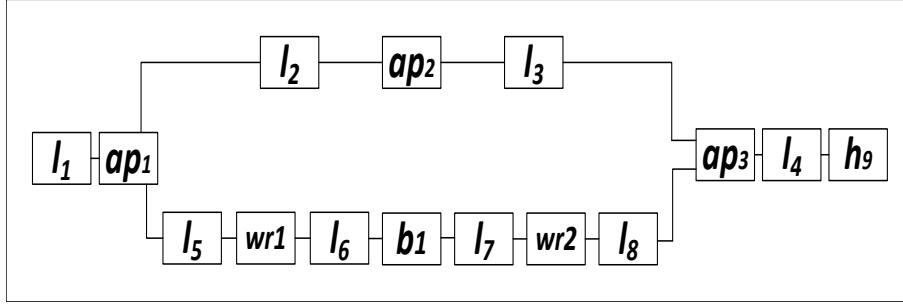 l₂ ap₂ l₃
l₁ ap₁ ap₃ l₄ h₉
l₅ wr1 l₆ b₁ l₇ wr2 l₈